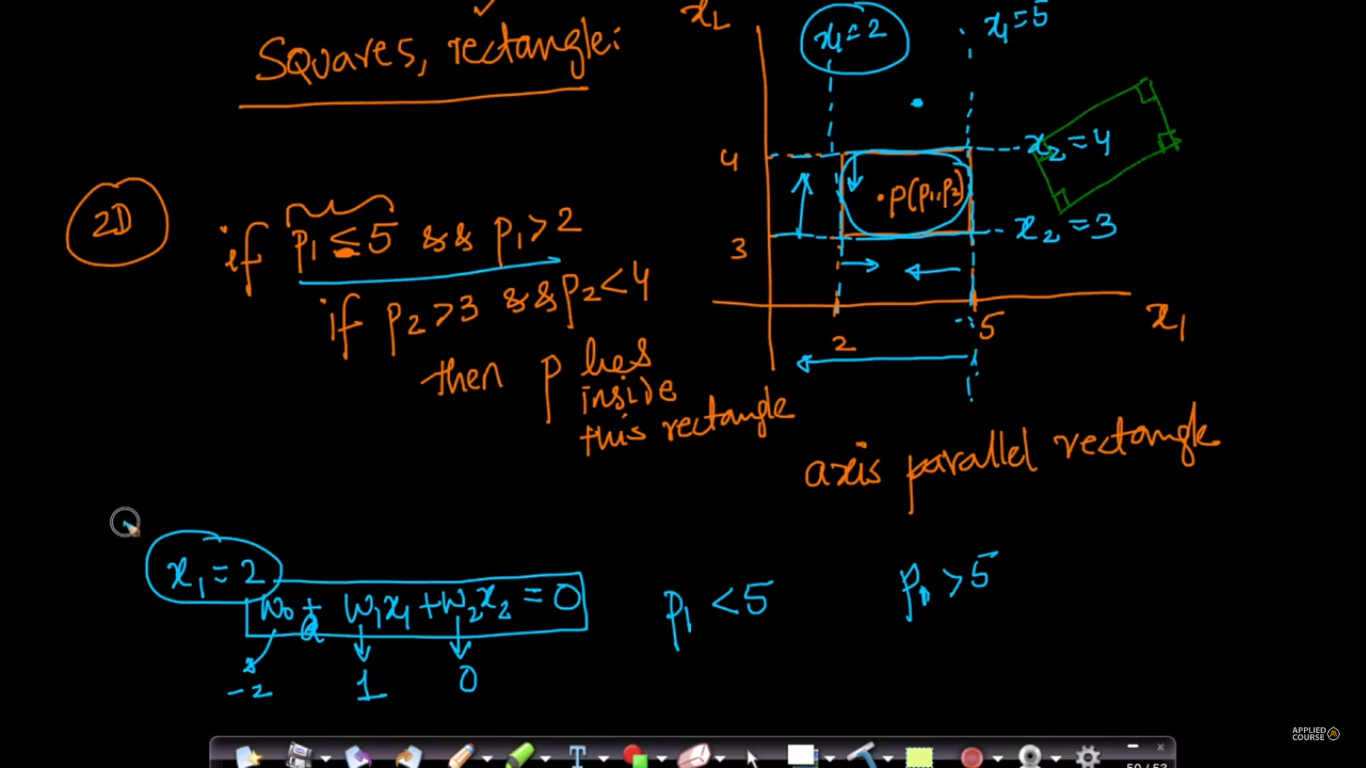 Squares, rectangle:
2D
if p₁ ≤ 5 && p₁ > 2
if p₂ > 3 && p₂ < 4
then p lies
inside
this rectangle
x₂
x₁=2
x₁=5
4
x₂=4
.p(p₁,p₂)
3
x₂=3
2
5
x₁
axis parallel rectangle
x₁=2
w₀ + w₁x₁ + w₂x₂ = 0
-2
1
0
p₁ < 5
> 5
APPLIED
COURSE
50 / 53